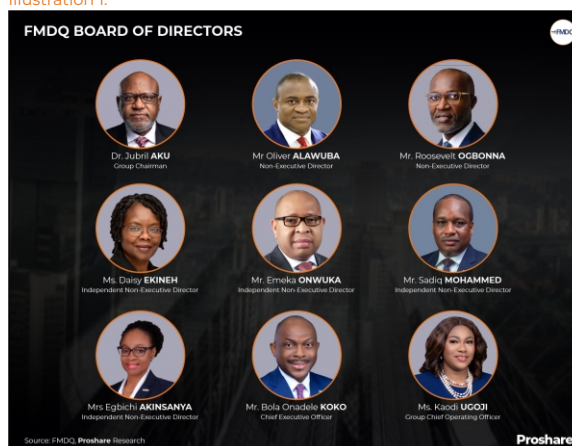 Illustration 1:
FMDQ BOARD OF DIRECTORS
FMDQ
Dr. Jubril AKU
Group Chairman
Mr Oliver ALAWUBA
Non-Executive Director
Mr. Roosevelt OGBONNA
Non-Executive Director
Ms. Daisy EKINEH
Independent Non-Executive Director
Mr. Emeka ONWUKA
Independent Non-Executive Director
Mr. Sadiq MOHAMMED
Independent Non-Executive Director
Mrs Egbichi AKINSANYA
Independent Non-Executive Director
Mr. Bola Onadele KOKO
Chief Executive Officer
Ms. Kaodi UGOJI
Group Chief Operating Officer
Source: FMDQ, Proshare Research
Proshare